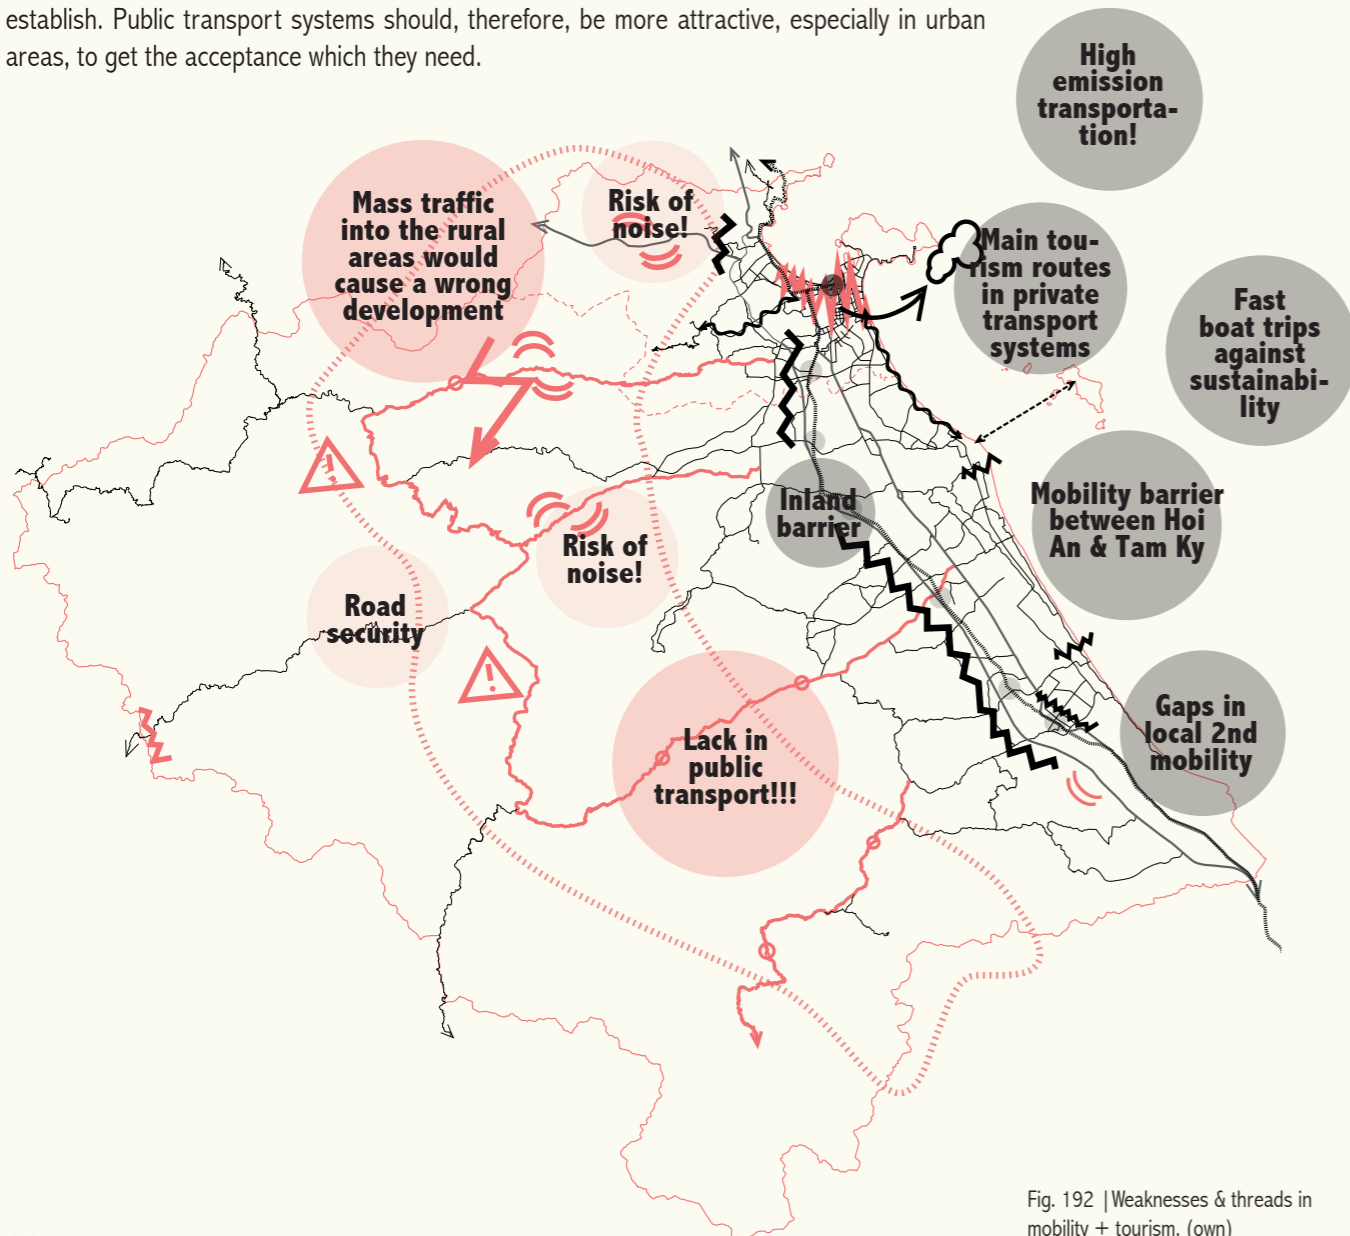 establish. Public transport systems should, therefore, be more attractive, especially in urban
areas, to get the acceptance which they need.
High
emission
transporta-
tion!
Mass traffic
into the rural
areas would
cause a wrong
development
Risk of
noise!
Main tou-
rism routes
in private
transport
systems
Fast
boat trips
against
sustainabi-
lity
Inland
barrier
Mobility barrier
between Hoi
An & Tam Ky
Risk of
noise!
Road
security
Lack in
public
transport!!!
Gaps in
local 2nd
mobility
Fig. 192 | Weaknesses & threads in
mobility + tourism. (own)